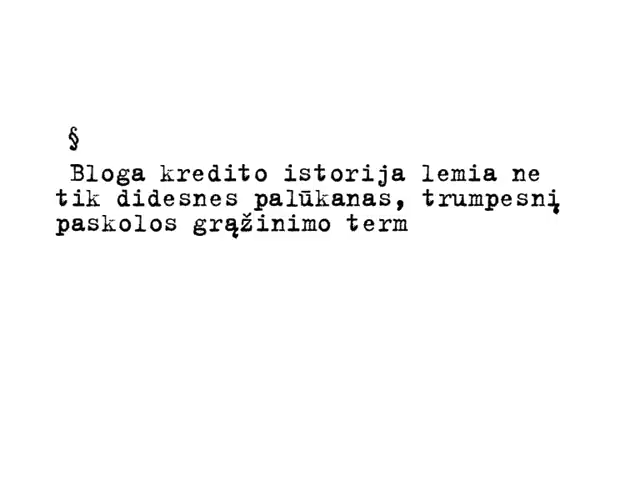 §
Bloga kredito istorija lemia ne
tik didesnes palūkanas, trumpesnį
paskolos grąžinimo term